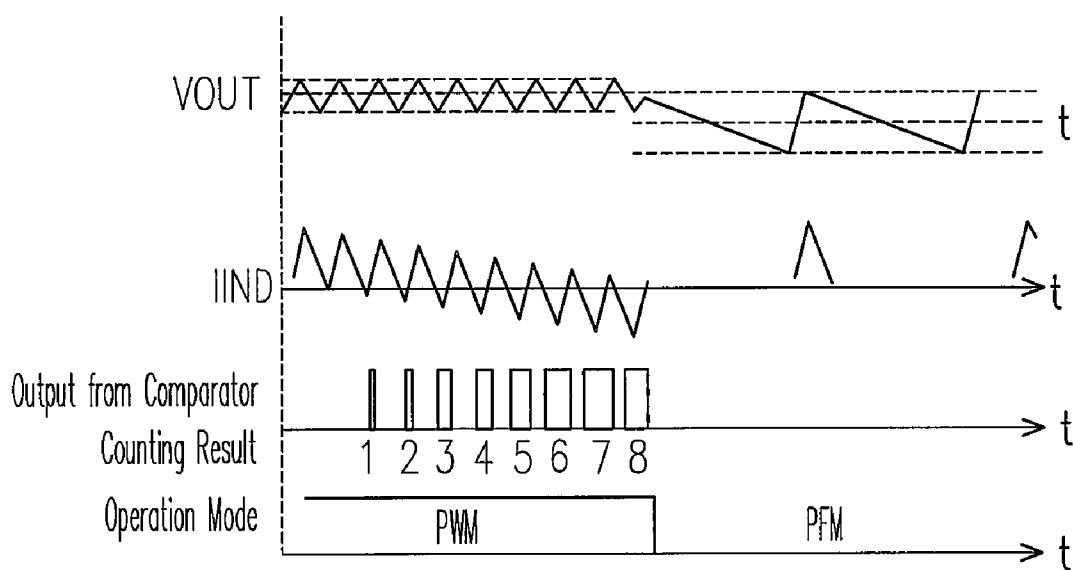 VOUT
t
IIND
t
Output from Comparator
t
Counting Result 1 2 3 4 5 6 7 8
Operation Mode PWM PFM
t